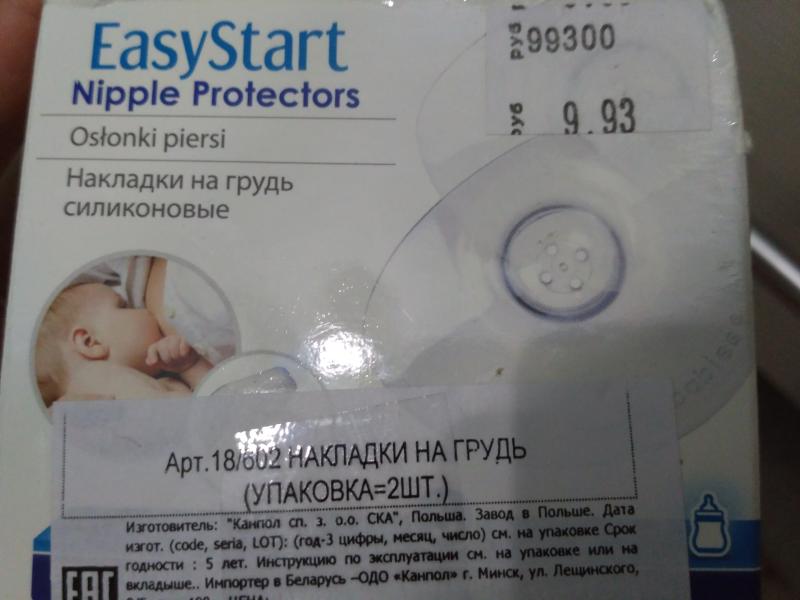 EasyStart
Nipple Protectors
Osłonki piersi
Накладки на грудь
силиконовые
руб 99300
руб 9.93
Арт.18/602 НАКЛАДКИ НА ГРУДЬ
(УПАКОВКА=2ШТ.)
Изготовитель: "Канпол сп. з. о.о. СКА", Польша. Завод в Польше. Дата
изгот. (code, seria, LOT): (год-3 цифры, месяц, число) см. на упаковке Срок
годности : 5 лет. Инструкцию по эксплуатации см. на упаковке или на
вкладыше.. Импортер в Беларусь –ОДО «Канпол» г. Минск, ул. Лещинского,
EAC